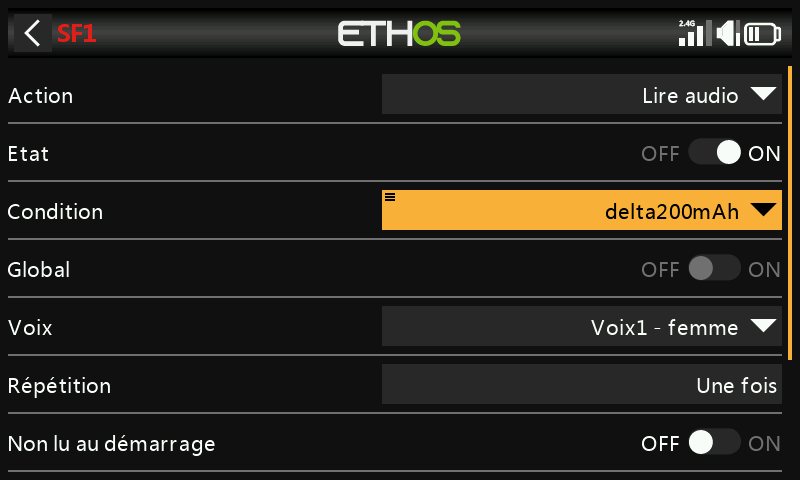 SF1
ETHOS
2.4G
Action
Lire audio
Etat
OFF ON
Condition
delta200mAh
Global
OFF ON
Voix
Voix1 - femme
Répétition
Une fois
Non lu au démarrage
OFF ON